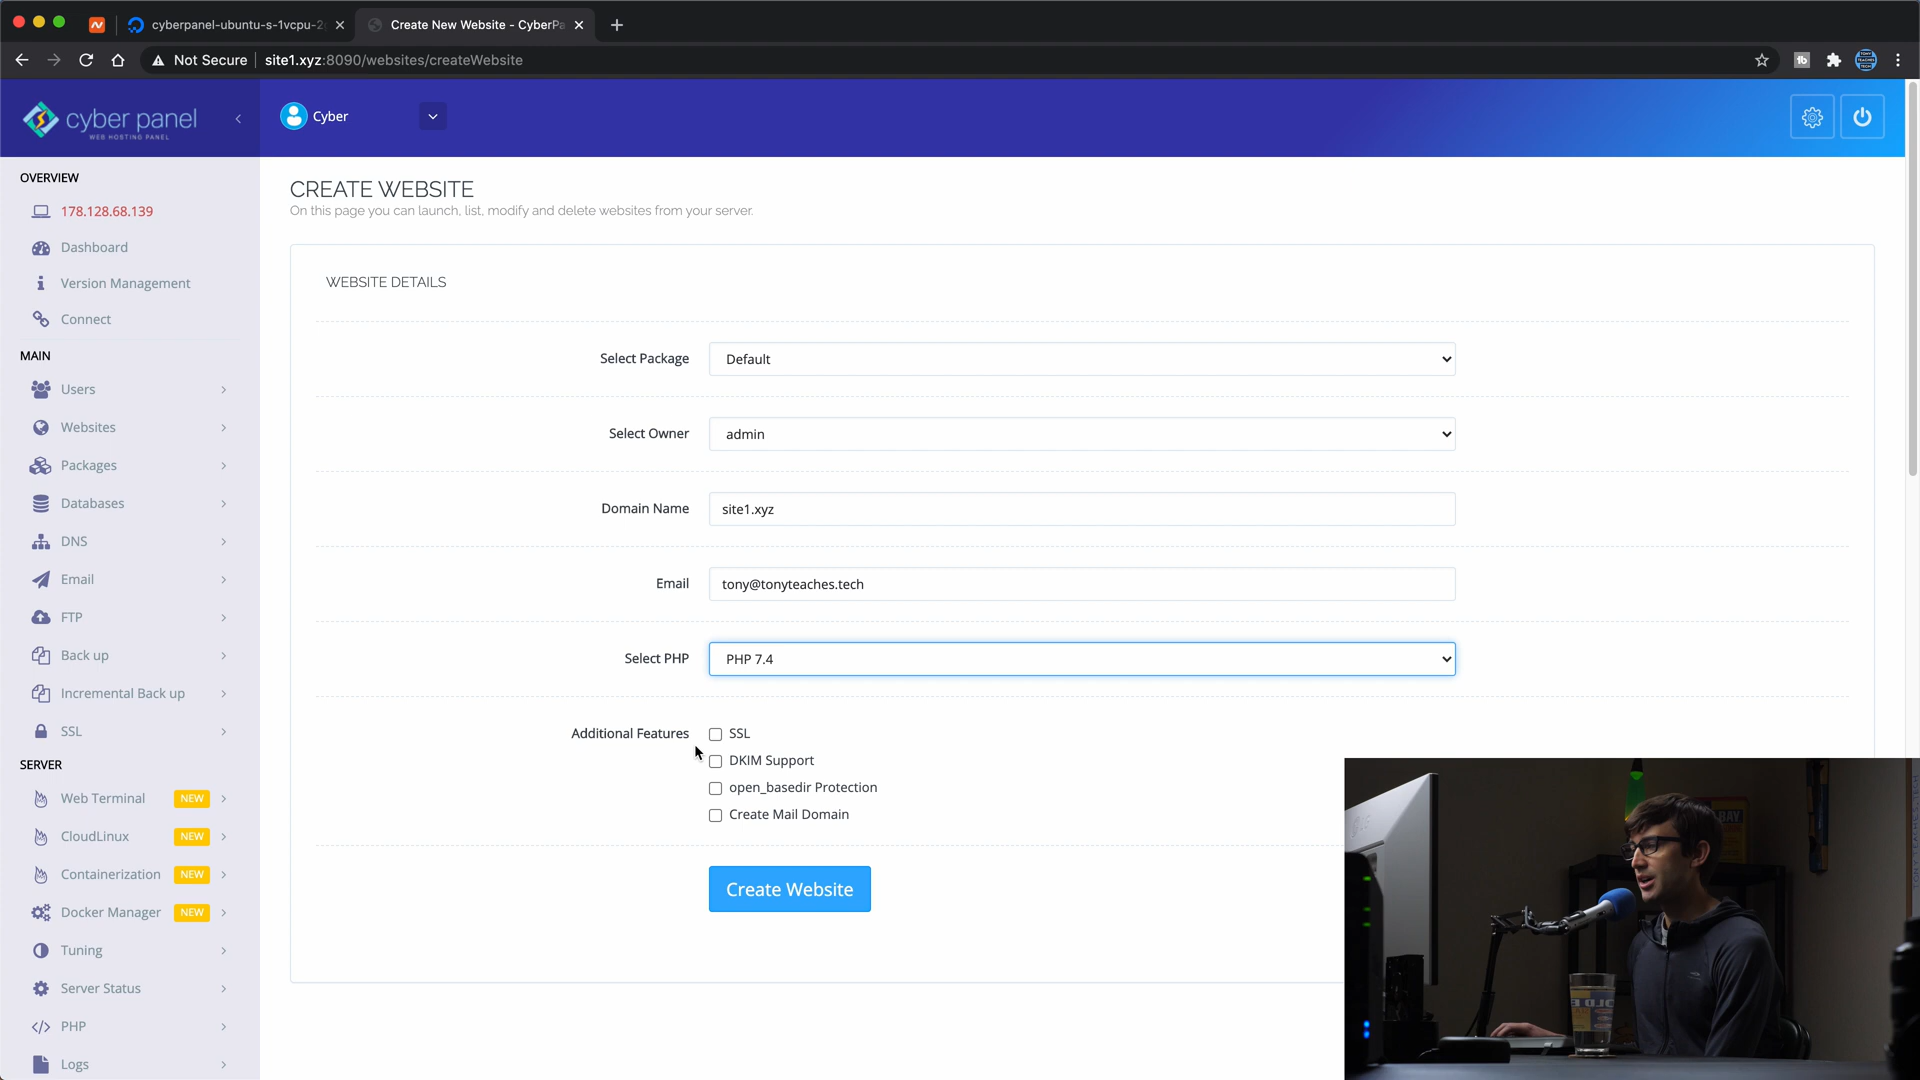 cyberpanel-ubuntu-s-1vcpu-2
Create New Website - CyberPa
Not Secure
site1.xyz:8090/websites/createWebsite
cyber panel
WEB HOSTING PANEL
Cyber
OVERVIEW
178.128.68.139
Dashboard
Version Management
Connect
MAIN
Users
Websites
Packages
Databases
DNS
Email
FTP
Back up
Incremental Back up
SSL
SERVER
Web Terminal NEW
CloudLinux NEW
Containerization NEW
Docker Manager NEW
Tuning
Server Status
PHP
Logs
CREATE WEBSITE
On this page you can launch, list, modify and delete websites from your server.
WEBSITE DETAILS
Select Package Default
Select Owner admin
Domain Name site1.xyz
Email tony@tonyteaches.tech
Select PHP PHP 7.4
Additional Features SSL
DKIM Support
open_basedir Protection
Create Mail Domain
Create Website